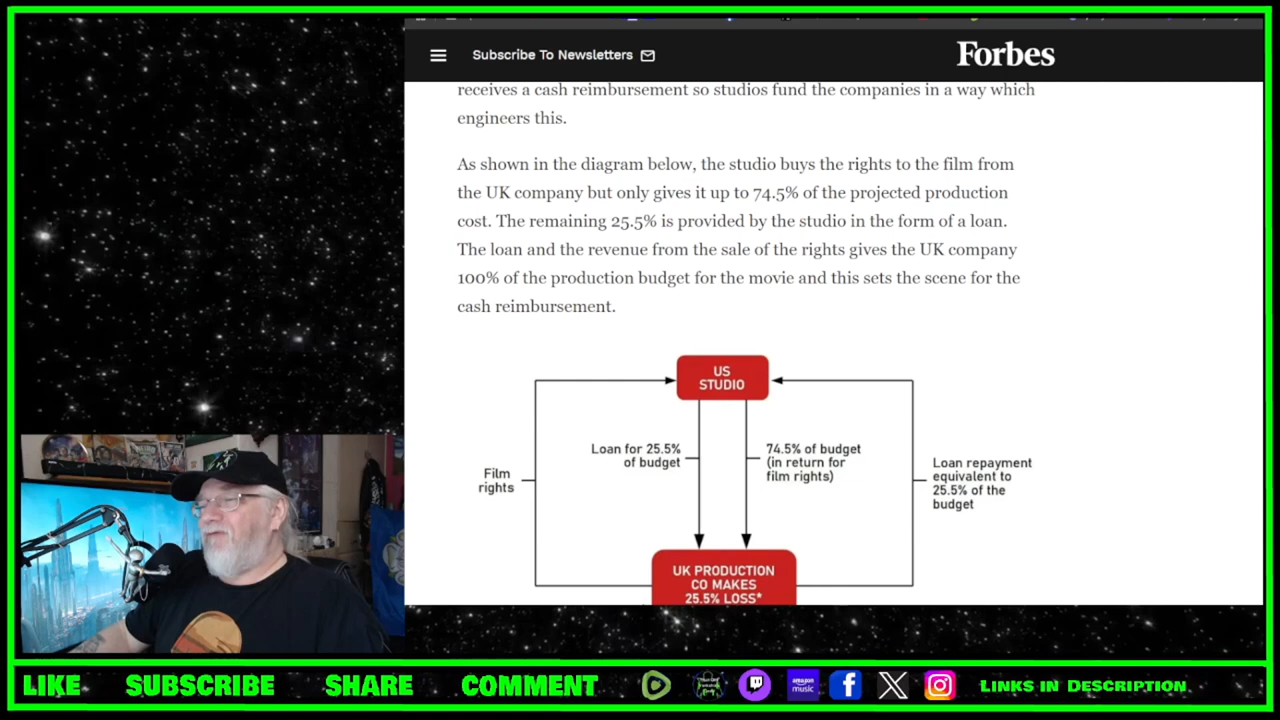 Subscribe To Newsletters
Forbes
receives a cash reimbursement so studios fund the companies in a way which
engineers this.
As shown in the diagram below, the studio buys the rights to the film from
the UK company but only gives it up to 74.5% of the projected production
cost. The remaining 25.5% is provided by the studio in the form of a loan.
The loan and the revenue from the sale of the rights gives the UK company
100% of the production budget for the movie and this sets the scene for the
cash reimbursement.
US
STUDIO
Loan for 25.5%
of budget
74.5% of budget
(in return for
film rights)
Film
rights
Loan repayment
equivalent to
25.5% of the
budget
UK PRODUCTION
CO MAKES
25.5% LOSS*
LIKE
SUBSCRIBE
SHARE
COMMENT
amazon
music
LINKS IN DESCRIPTION